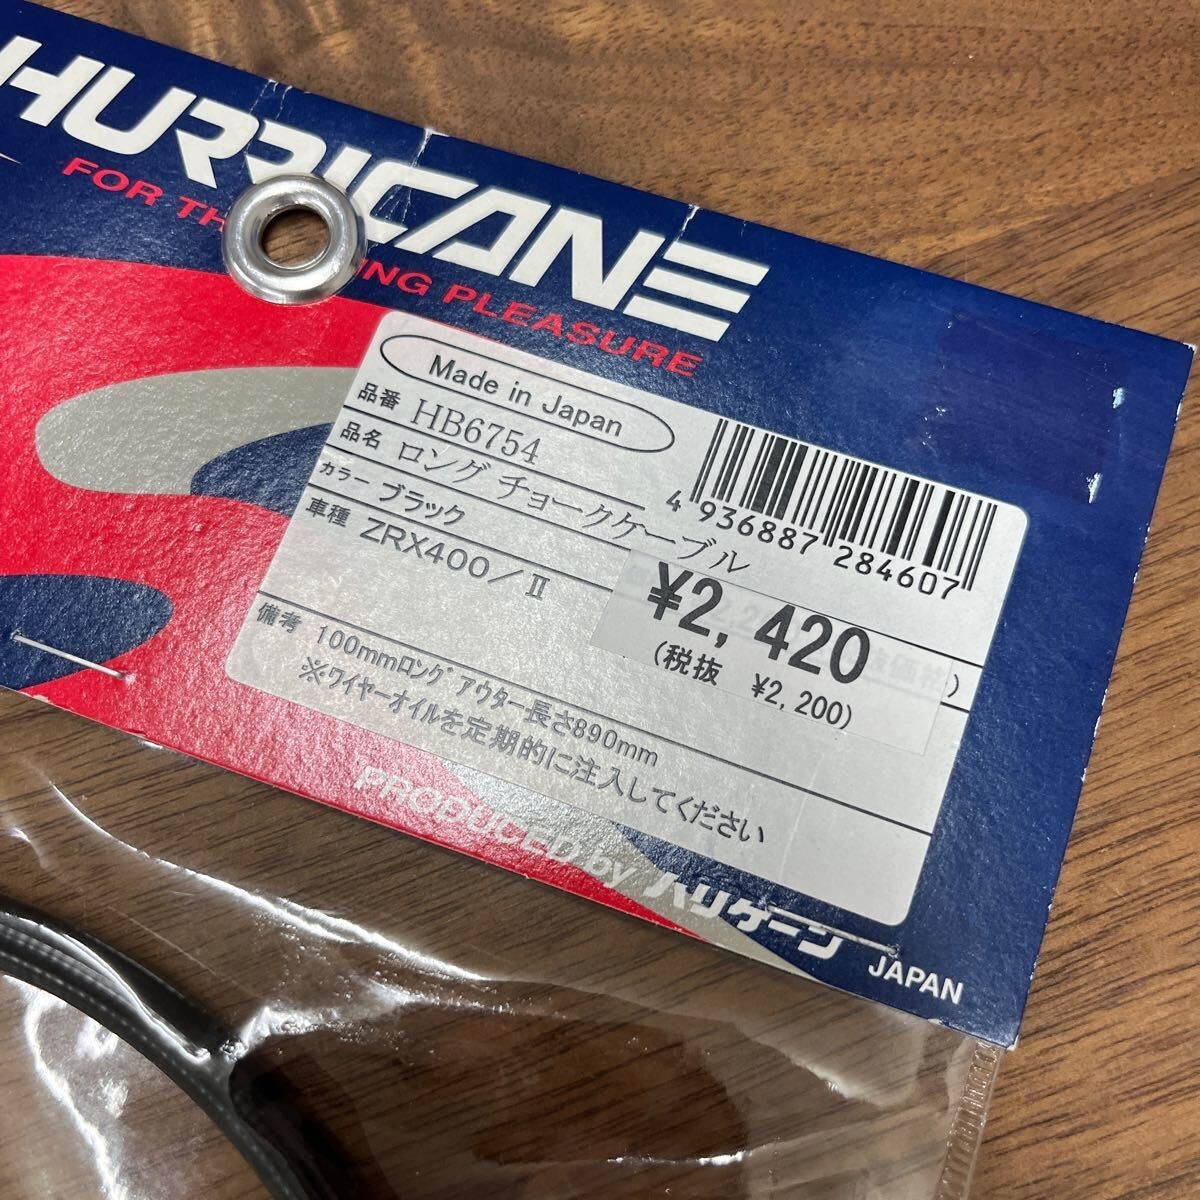 HURRICANE
FOR TH ING PLEASURE
Made in Japan
品番 HB6754
品名 ロング チョークケーブル
カラー ブラック
車種 ZRX400/Ⅱ
4 936887 284607
¥2,420
(税抜 ¥2,200)
備考 100mmロング アウター長さ890mm
※ワイヤーオイルを定期的に注入してください
PRODUCED by ハリケーン
JAPAN